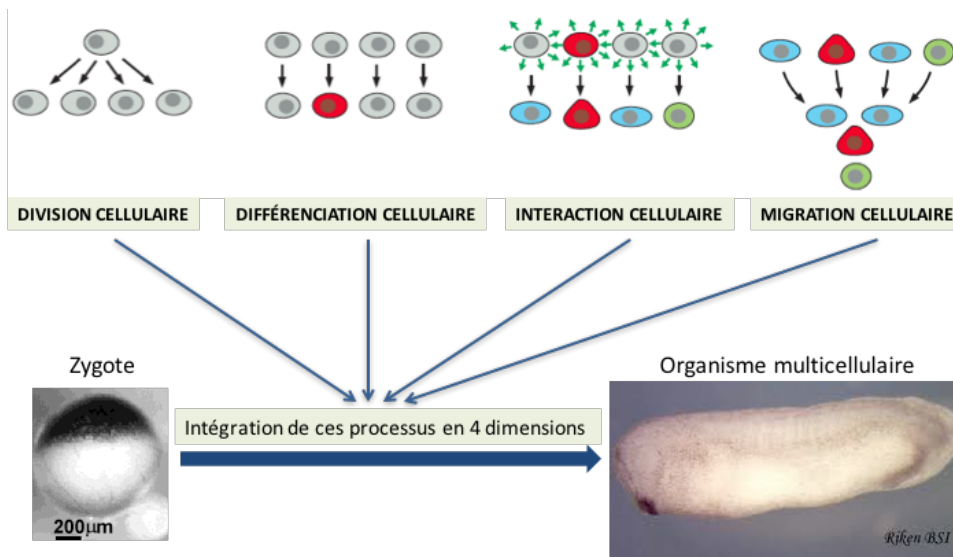 DIVISION CELLULAIRE
DIFFÉRENCIATION CELLULAIRE
INTERACTION CELLULAIRE
MIGRATION CELLULAIRE
Zygote
Organisme multicellulaire
Intégration de ces processus en 4 dimensions
200µm
Riken BSI